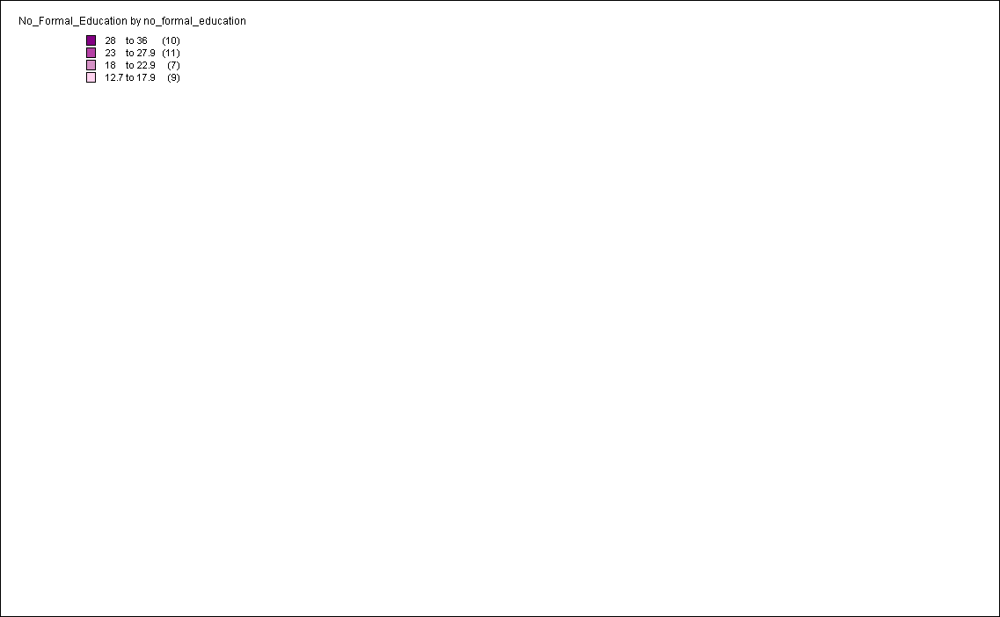 No_Formal_Education by no_formal_education
28 to 36 (10)
23 to 27.9 (11)
18 to 22.9 (7)
12.7 to 17.9 (9)